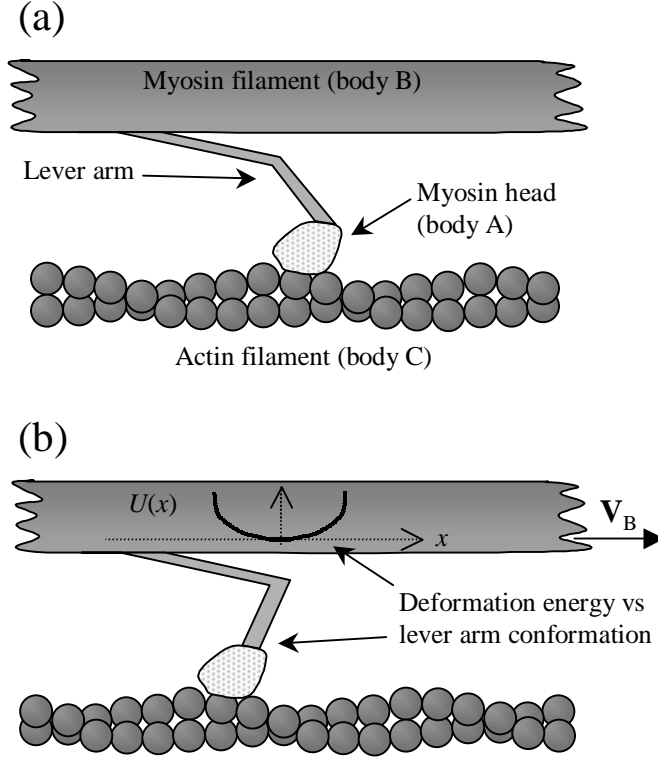 (a)
Myosin filament (body B)
Lever arm
Myosin head
(body A)
Actin filament (body C)
(b)
U(x)
x
V_B
Deformation energy vs
lever arm conformation